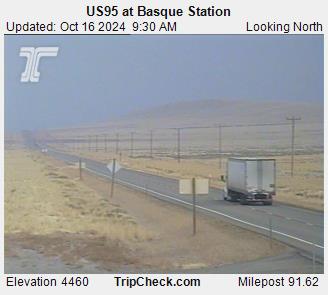 US95 at Basque Station
Updated: Oct 16 2024 9:30 AM Looking North
Elevation 4460 TripCheck.com Milepost 91.62